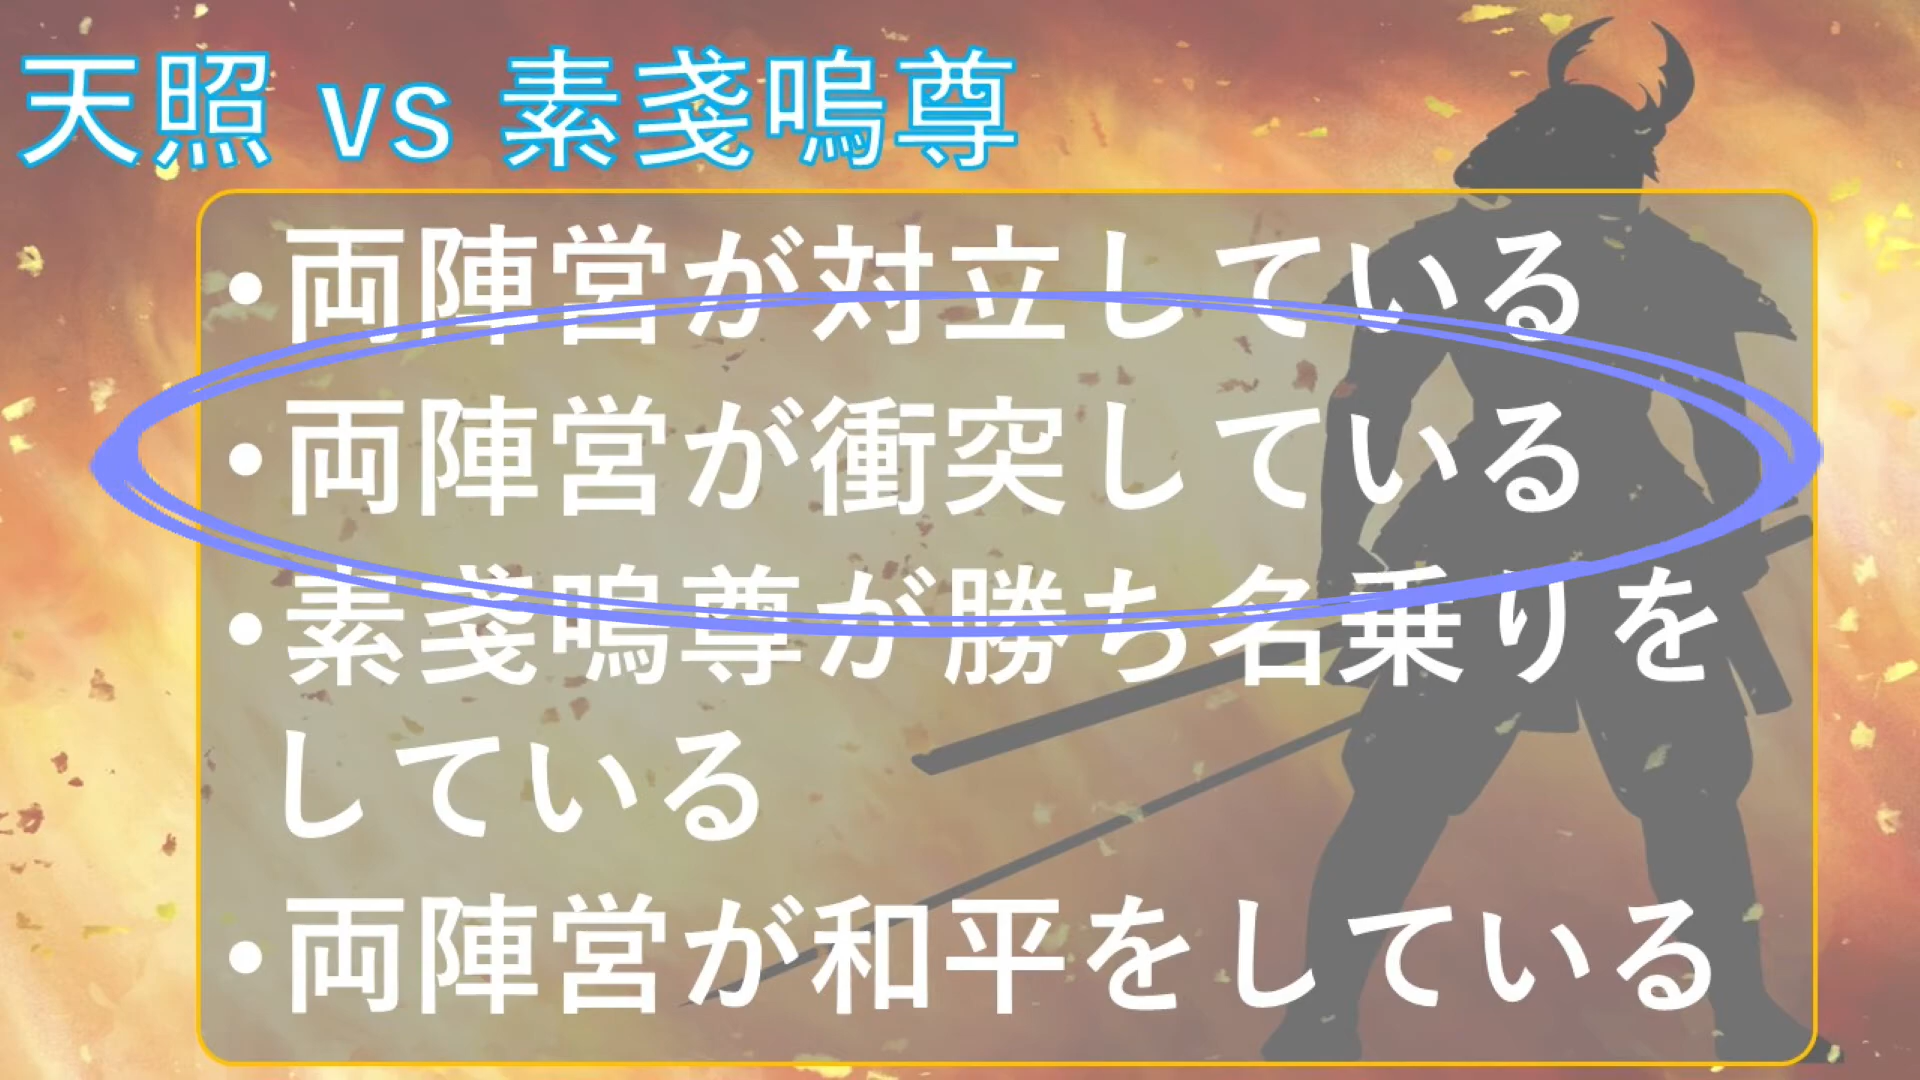 天照 vs 素戔嗚尊
•両陣営が対立している
•両陣営が衝突している
•素戔嗚尊が勝ち名乗りを
している
•両陣営が和平をしている